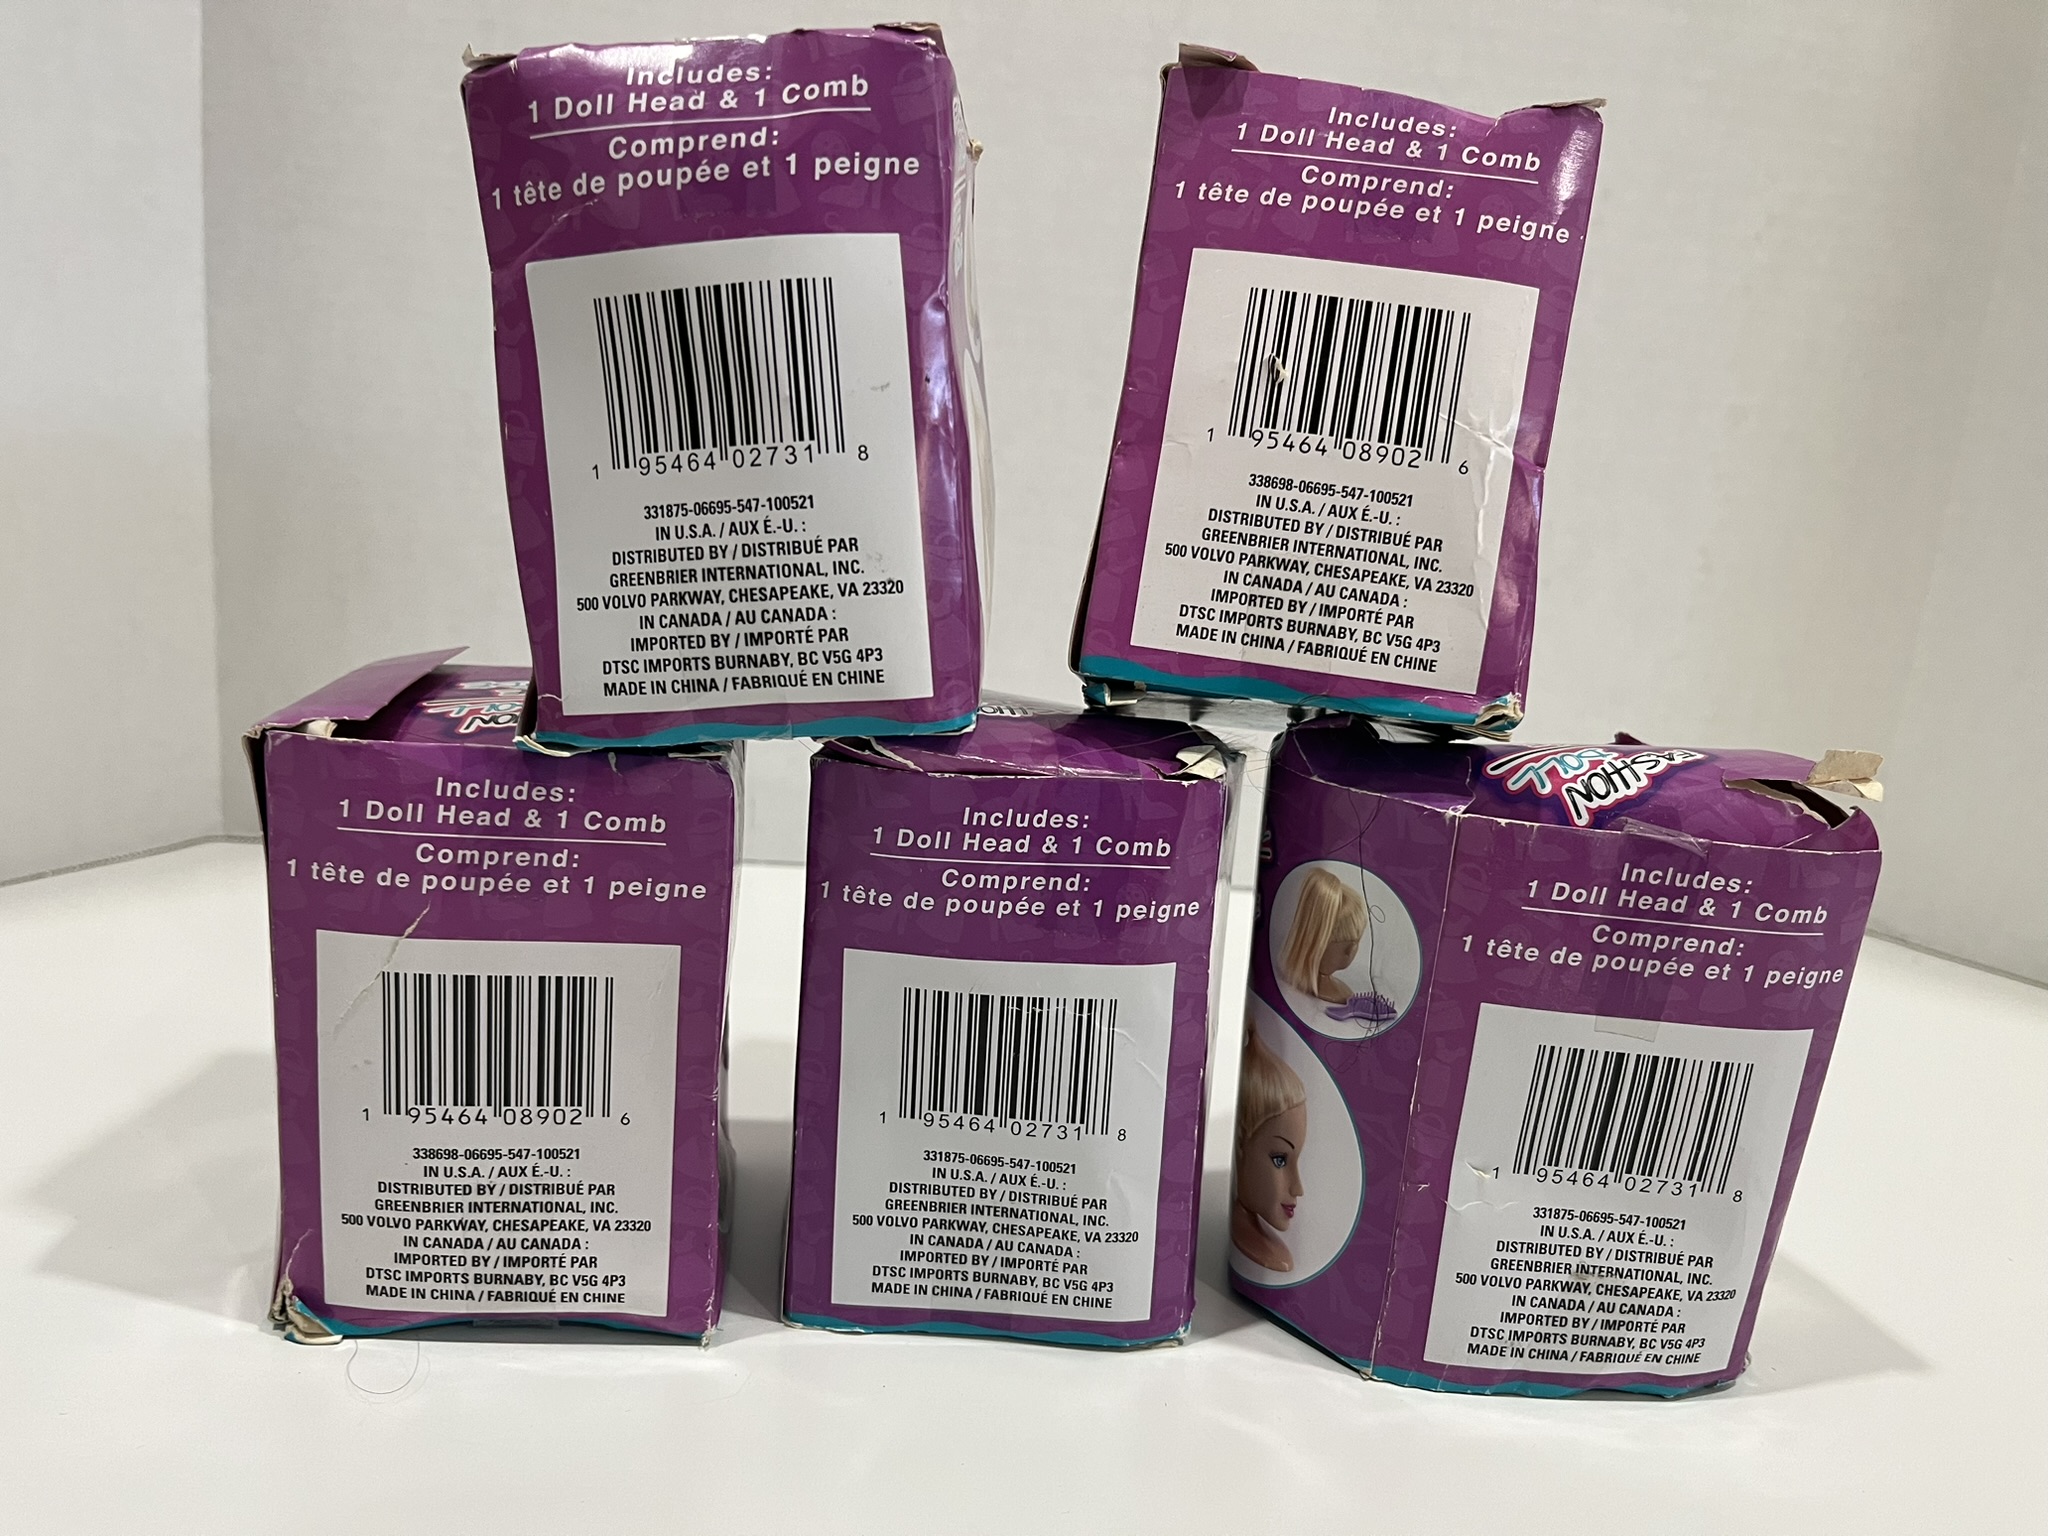 Includes:
1 Doll Head & 1 Comb
Comprend:
1 tête de poupée et 1 peigne
1 95464 02731 8
331875-06695-547-100521
IN U.S.A. / AUX É.-U. :
DISTRIBUTED BY / DISTRIBUÉ PAR
GREENBRIER INTERNATIONAL, INC.
500 VOLVO PARKWAY, CHESAPEAKE, VA 23320
IN CANADA / AU CANADA :
IMPORTED BY / IMPORTÉ PAR
DTSC IMPORTS BURNABY, BC V5G 4P3
MADE IN CHINA / FABRIQUÉ EN CHINE
Includes:
1 Doll Head & 1 Comb
Comprend:
1 tête de poupée et 1 peigne
1 95464 08902 6
338698-06695-547-100521
IN U.S.A. / AUX É.-U. :
DISTRIBUTED BY / DISTRIBUÉ PAR
GREENBRIER INTERNATIONAL, INC.
500 VOLVO PARKWAY, CHESAPEAKE, VA 23320
IN CANADA / AU CANADA :
IMPORTED BY / IMPORTÉ PAR
DTSC IMPORTS BURNABY, BC V5G 4P3
MADE IN CHINA / FABRIQUÉ EN CHINE
Includes:
1 Doll Head & 1 Comb
Comprend:
1 tête de poupée et 1 peigne
1 95464 08902 6
338698-06695-547-100521
IN U.S.A. / AUX É.-U. :
DISTRIBUTED BY / DISTRIBUÉ PAR
GREENBRIER INTERNATIONAL, INC.
500 VOLVO PARKWAY, CHESAPEAKE, VA 23320
IN CANADA / AU CANADA :
IMPORTED BY / IMPORTÉ PAR
DTSC IMPORTS BURNABY, BC V5G 4P3
MADE IN CHINA / FABRIQUÉ EN CHINE
Includes:
1 Doll Head & 1 Comb
Comprend:
1 tête de poupée et 1 peigne
1 95464 02731 8
331875-06695-547-100521
IN U.S.A. / AUX É.-U. :
DISTRIBUTED BY / DISTRIBUÉ PAR
GREENBRIER INTERNATIONAL, INC.
500 VOLVO PARKWAY, CHESAPEAKE, VA 23320
IN CANADA / AU CANADA :
IMPORTED BY / IMPORTÉ PAR
DTSC IMPORTS BURNABY, BC V5G 4P3
MADE IN CHINA / FABRIQUÉ EN CHINE
FASHION
DOLL
Includes:
1 Doll Head & 1 Comb
Comprend:
1 tête de poupée et 1 peigne
1 95464 02731 8
331875-06695-547-100521
IN U.S.A. / AUX É.-U. :
DISTRIBUTED BY / DISTRIBUÉ PAR
GREENBRIER INTERNATIONAL, INC.
500 VOLVO PARKWAY, CHESAPEAKE, VA 23320
IN CANADA / AU CANADA :
IMPORTED BY / IMPORTÉ PAR
DTSC IMPORTS BURNABY, BC V5G 4P3
MADE IN CHINA / FABRIQUÉ EN CHINE